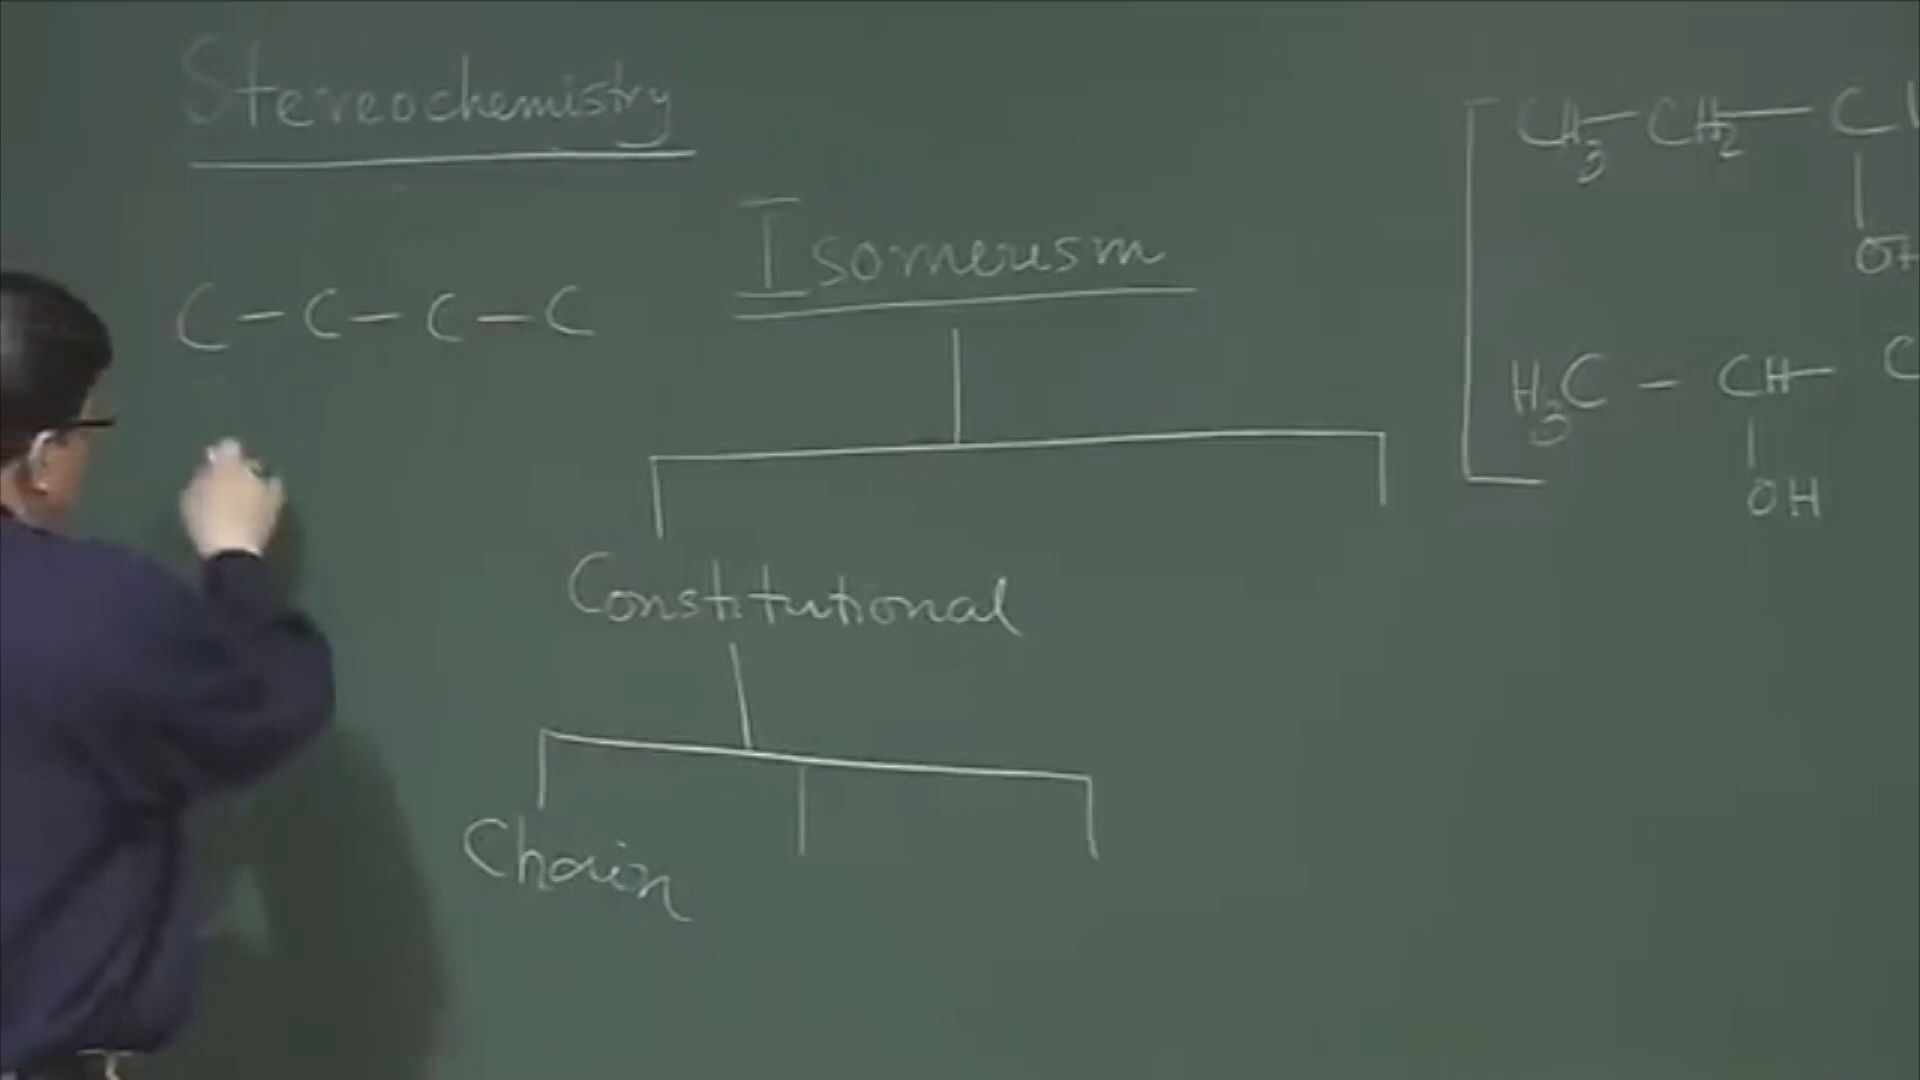 Stereochemistry
Isomerism
C - C - C - C
Constitutional
Chain
CH3 - CH2 - C
OH
H3C - CH - C
OH